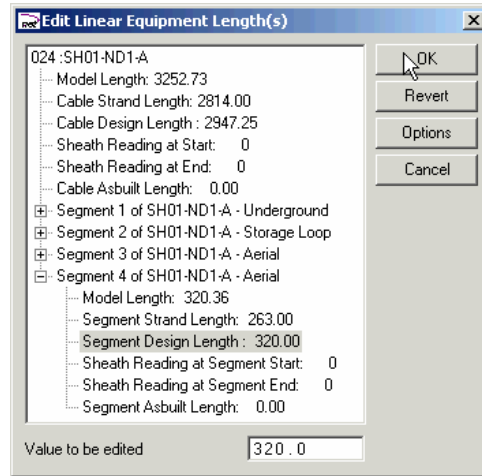 Edit Linear Equipment Length(s)
024 :SH01-ND1-A
Model Length: 3252.73
Cable Strand Length: 2814.00
Cable Design Length : 2947.25
Sheath Reading at Start: 0
Sheath Reading at End: 0
Cable Asbuilt Length: 0.00
Segment 1 of SH01-ND1-A - Underground
Segment 2 of SH01-ND1-A - Storage Loop
Segment 3 of SH01-ND1-A - Aerial
Segment 4 of SH01-ND1-A - Aerial
Model Length: 320.36
Segment Strand Length: 263.00
Segment Design Length : 320.00
Sheath Reading at Segment Start: 0
Sheath Reading at Segment End: 0
Segment Asbuilt Length: 0.00
OK
Revert
Options
Cancel
Value to be edited 320.0